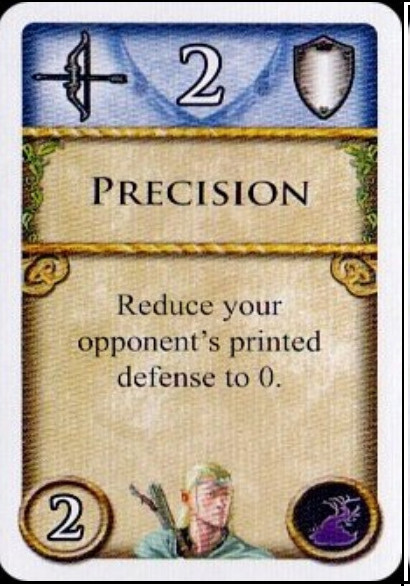 2
PRECISION
Reduce your
opponent's printed
defense to 0.
2